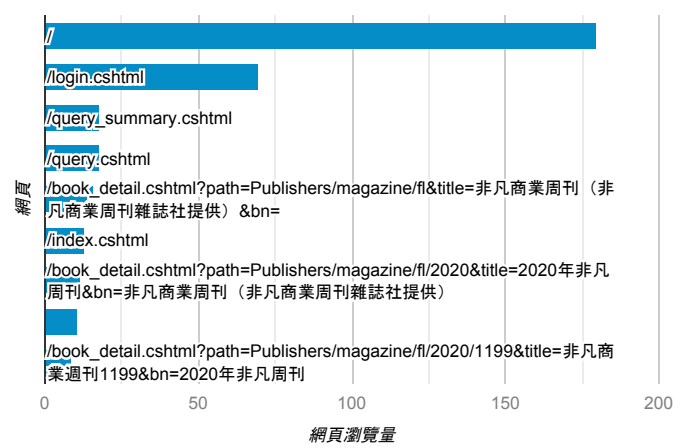 /
/login.cshtml
/query_summary.cshtml
/query.cshtml
/book_detail.cshtml?path=Publishers/magazine/fl&title=非凡商業周刊（非
凡商業周刊雜誌社提供）&bn=
/index.cshtml
/book_detail.cshtml?path=Publishers/magazine/fl/2020&title=2020年非凡
周刊&bn=非凡商業周刊（非凡商業周刊雜誌社提供）
/book_detail.cshtml?path=Publishers/magazine/fl/2020/1199&title=非凡商
業週刊1199&bn=2020年非凡周刊
網頁
0 50 100 150 200
網頁瀏覽量